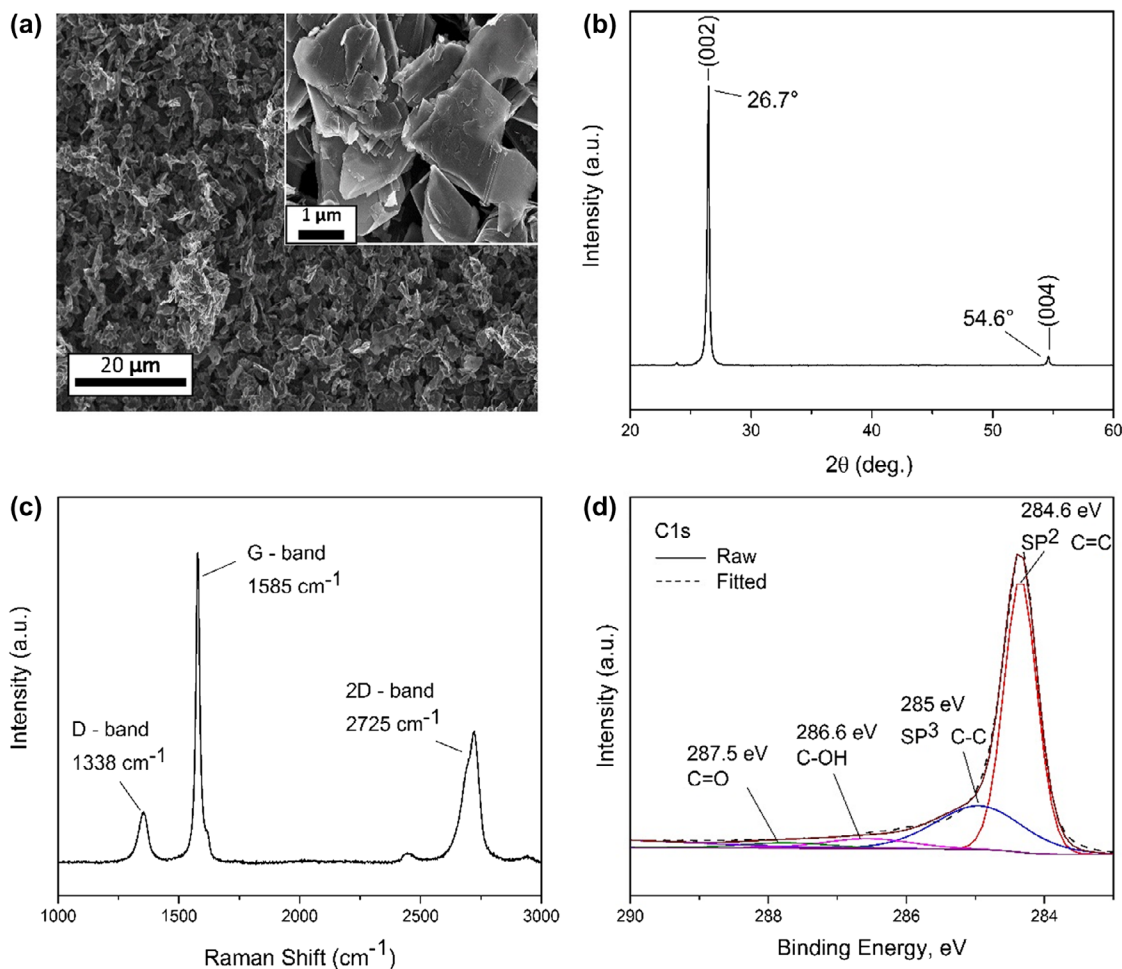 (a)
1 μm
20 μm
(b)
(002)
26.7°
54.6°
(004)
Intensity (a.u.)
20 30 40 50 60
2θ (deg.)
(c)
G - band
1585 cm⁻¹
2D - band
2725 cm⁻¹
D - band
1338 cm⁻¹
Intensity (a.u.)
1000 1500 2000 2500 3000
Raman Shift (cm⁻¹)
(d)
C1s
Raw
Fitted
284.6 eV
SP² C=C
285 eV
SP³ C-C
286.6 eV
C-OH
287.5 eV
C=O
Intensity (a.u.)
290 288 286 284
Binding Energy, eV